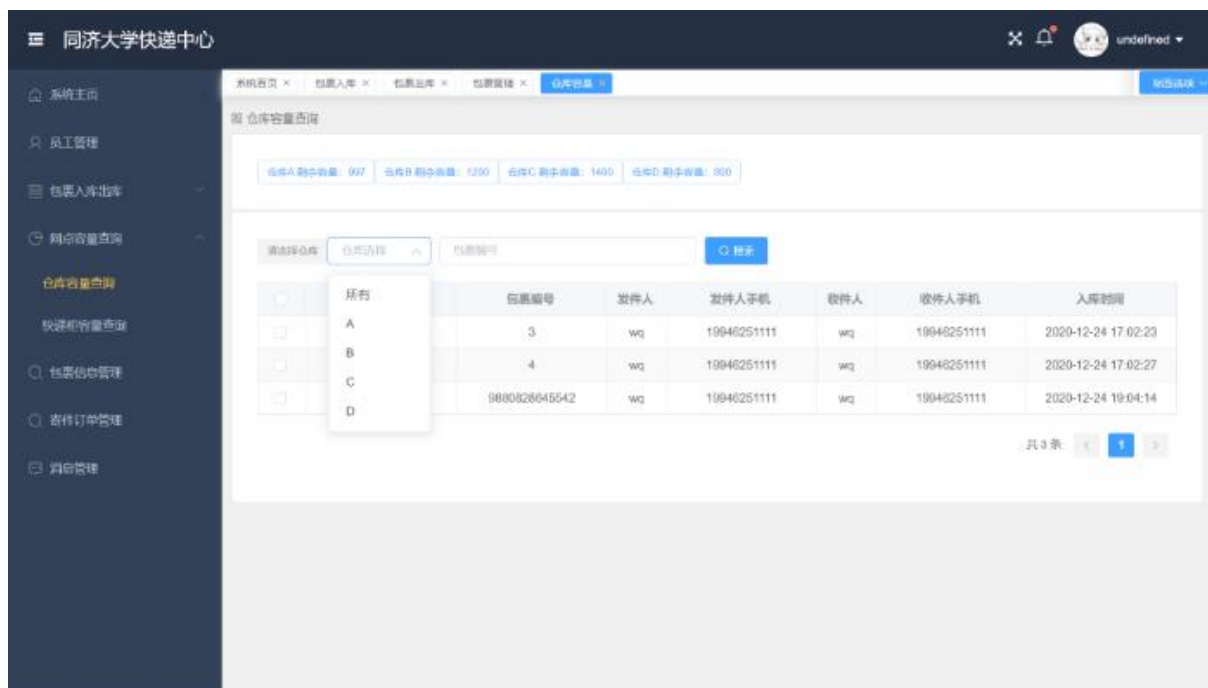 同济大学快递中心
undefined
系统主页
员工管理
包裹入库出库
网点容量查询
仓库容量查询
快递柜容量查询
包裹信息管理
寄件订单管理
消息管理
系统首页 × 包裹入库 × 包裹出库 × 包裹管理 × 仓库容量 × 标签选项
仓库容量查询
仓库A 剩余容量: 997 仓库B 剩余容量: 1200 仓库C 剩余容量: 1400 仓库D 剩余容量: 800
请选择仓库 仓库选择 包裹编号 搜索
所有
A
B
C
D
包裹编号 发件人 发件人手机 收件人 收件人手机 入库时间
3 wq 19946251111 wq 19946251111 2020-12-24 17:02:23
4 wq 19946251111 wq 19946251111 2020-12-24 17:02:27
9880828645542 wq 19946251111 wq 19946251111 2020-12-24 19:04:14
共 3 条 < 1 >